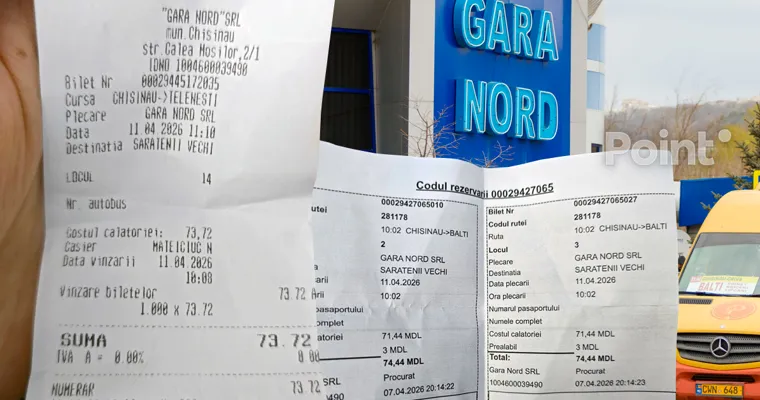 "GARA NORD"SRL
mun.Chisinau
str.Calea Mosilor,2/1
IDNO 1004600039490
Bilet Nr 00029445172035
Cursa CHISINAU->TELENESTI
Plecare GARA NORD SRL
Data 11.04 2026 11:10
Destinatia SARATENII VECHI
LOCUL 14
Nr. autobus
Costul calatoriei: 73,72
Casier MATEICIUC N
Data vinzarii 11.04.2026
10:08
Vinzare biletelor 73.72
1.000 x 73.72
SUMA 73.72
TVA A = 0.00% 0.00
NUMERAR 73.72
GARA
NORD
Point
Codul rezervarii 00029427065
00029427065010
rutei 281178
10:02 CHISINAU->BALTI
2
GARA NORD SRL
SARATENII VECHI
ării 11.04.2026
ării 10:02
pasaportului
complet
latoriei 71,44 MDL
3 MDL
74,44 MDL
SRL Procurat
0039490 07.04.2026 20:14:22
Bilet Nr 00029427065027
Codul rutei 281178
Ruta 10:02 CHISINAU->BALTI
Locul 3
Plecare GARA NORD SRL
Destinatia SARATENII VECHI
Data plecarii 11.04.2026
Ora plecarii 10:02
Numarul pasaportului
Numele complet
Costul calatoriei 71,44 MDL
Prealabil 3 MDL
Total: 74,44 MDL
Gara Nord SRL Procurat
1004600039490 07.04.2026 20:14:23
BALTI
CWN 648